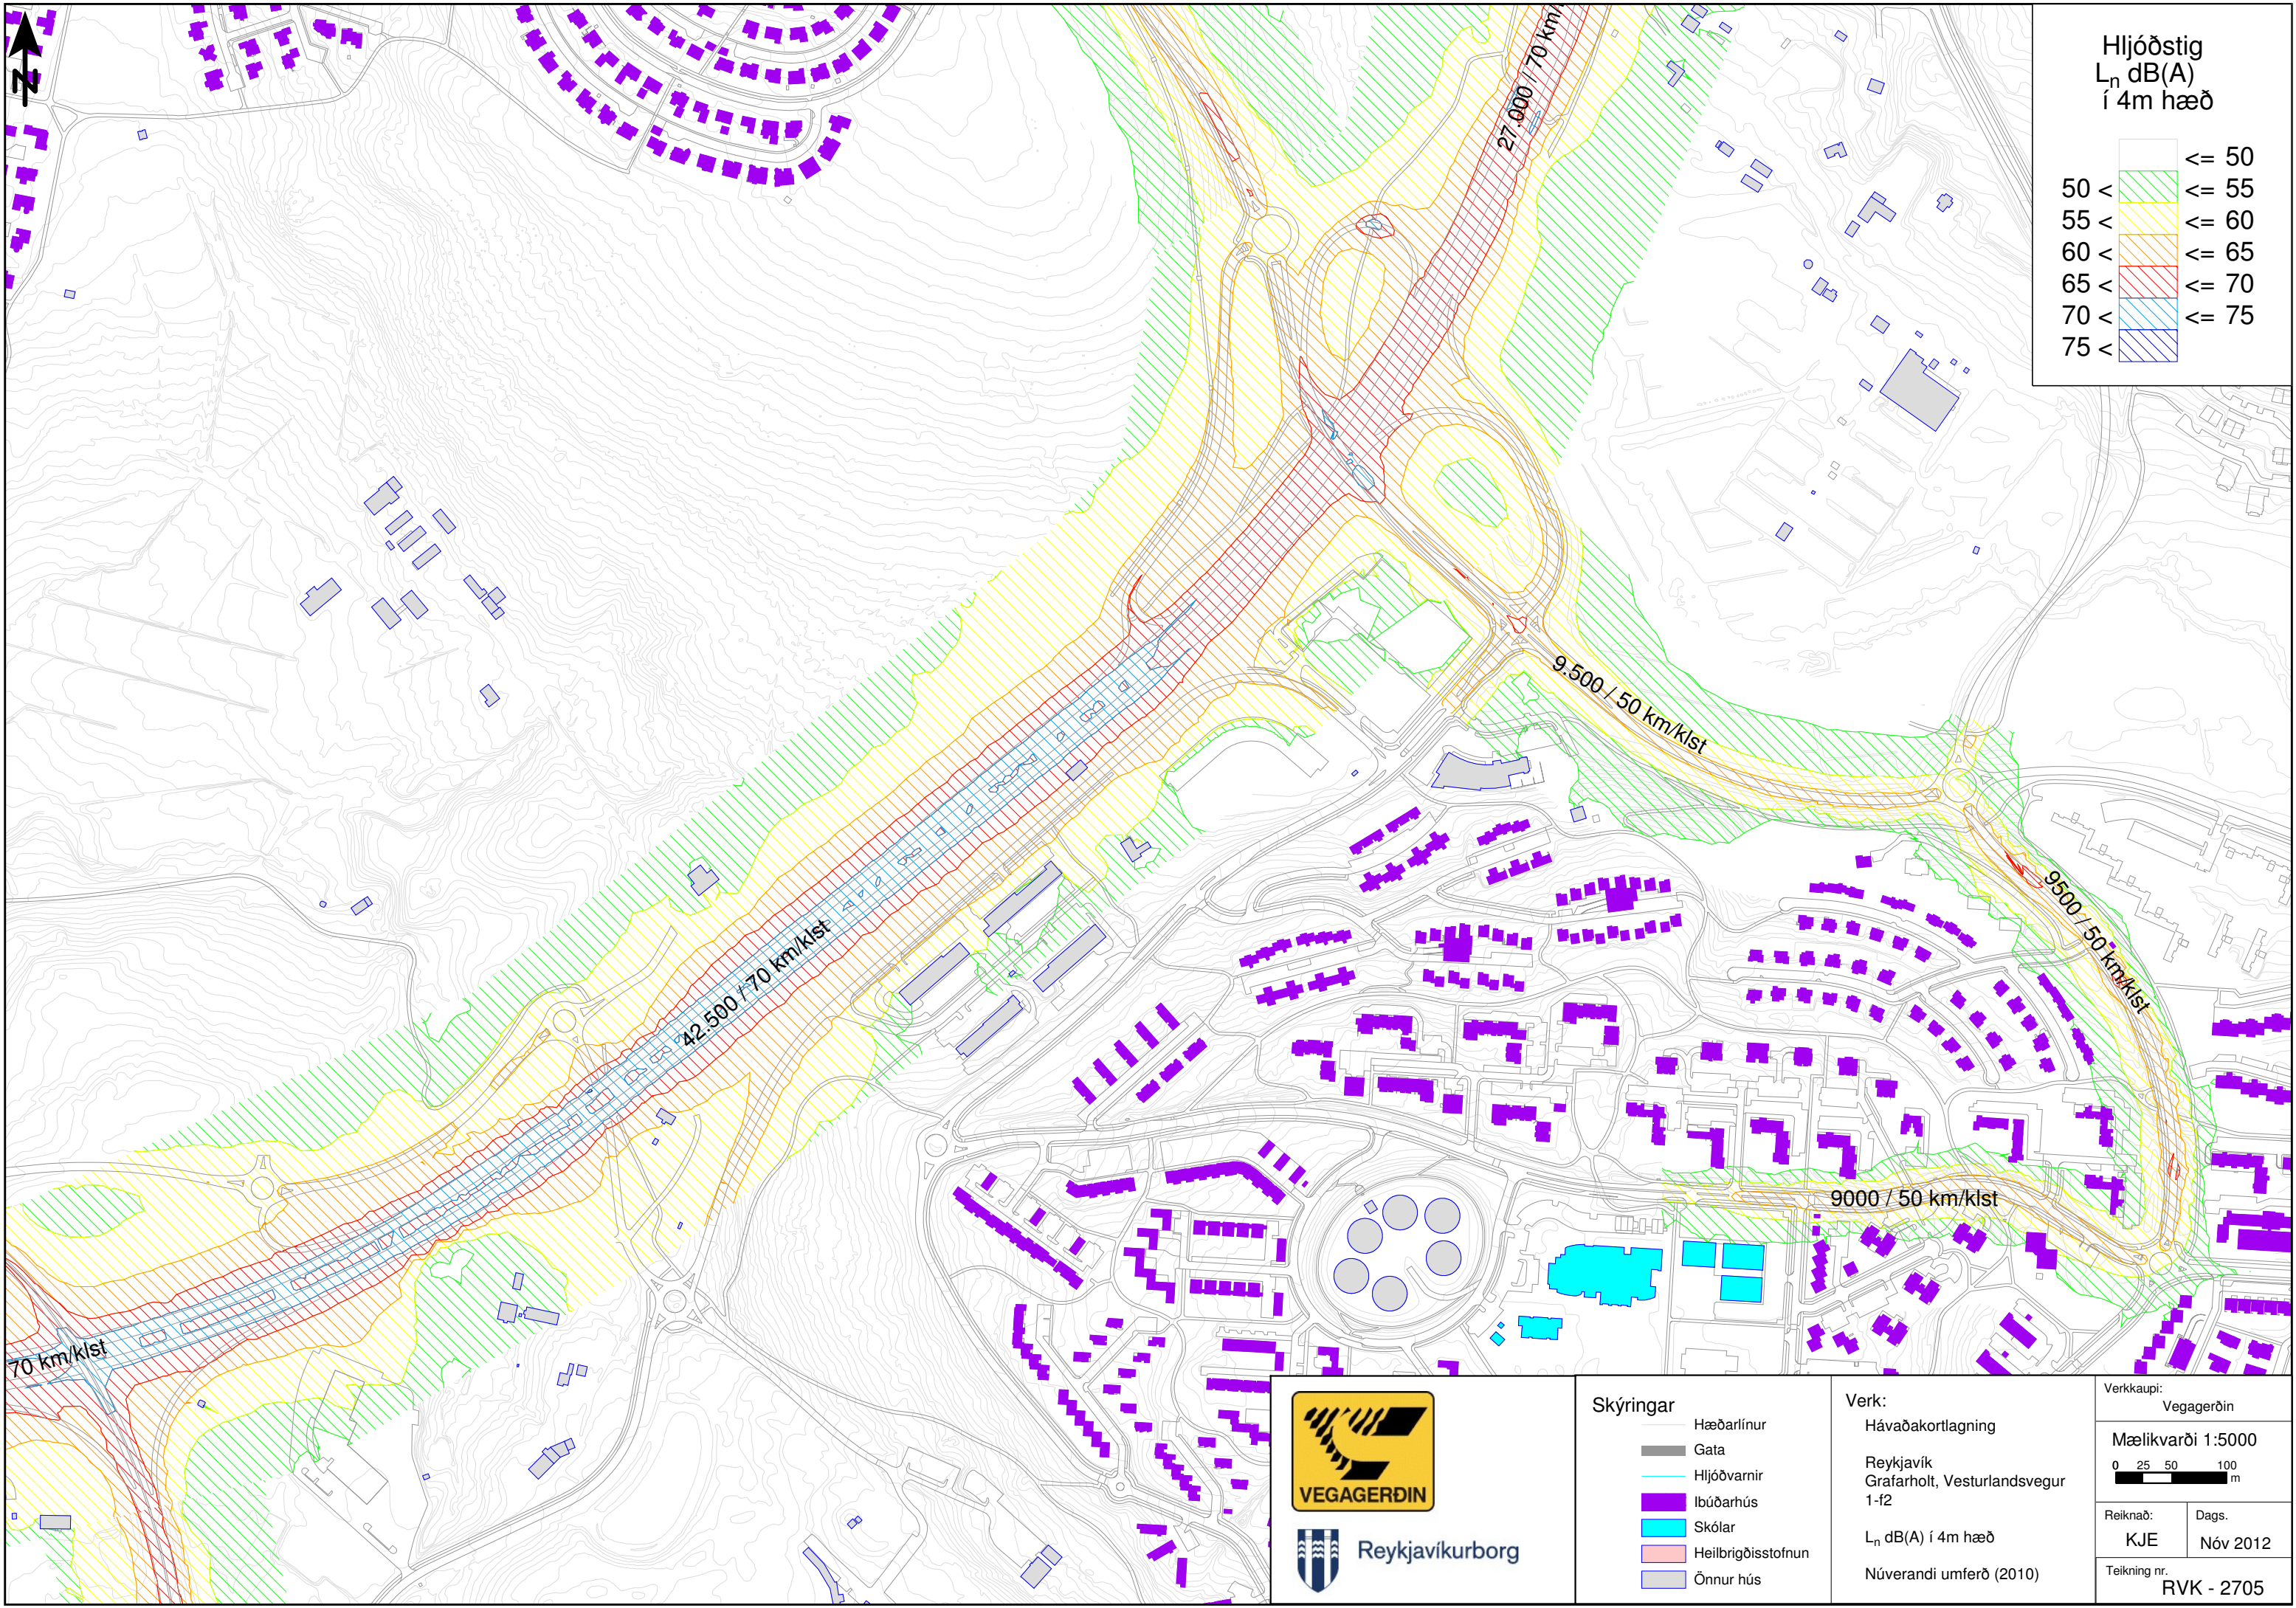 N
27.000 / 70 km/
Hljóðstig
Ln dB(A)
í 4m hæð
<= 50
50 < <= 55
55 < <= 60
60 < <= 65
65 < <= 70
70 < <= 75
75 <
9.500 / 50 km/klst
9500 / 50 km/klst
42.500 / 70 km/klst
9000 / 50 km/klst
70 km/klst
VEGAGERÐIN
Reykjavíkurborg
Skýringar
Hæðarlínur
Gata
Hljóðvarnir
Ibúðarhús
Skólar
Heilbrigðisstofnun
Önnur hús
Verk:
Hávaðakortlagning
Reykjavík
Grafarholt, Vesturlandsvegur
1-f2
Ln dB(A) í 4m hæð
Núverandi umferð (2010)
Verkkaupi:
Vegagerðin
Mælikvarði 1:5000
0 25 50 100
m
Reiknað:
KJE
Dags.
Nóv 2012
Teikning nr.
RVK - 2705